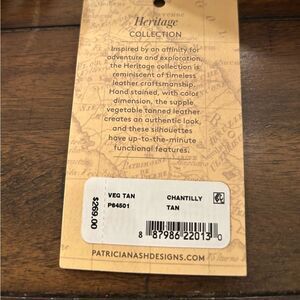 Heritage
COLLECTION
Inspired by an affinity for
adventure and exploration,
the Heritage collection is
reminiscent of timeless
leather craftsmanship.
Hand stained, with color
dimension, the supple
vegetable tanned leather
creates an authentic look,
and these silhouettes
have up-to-the-minute
functional features.
$269.00
VEG TAN
P64501
CHANTILLY
TAN
8 87986 22013 0
PATRICIANASHDESIGNS.COM